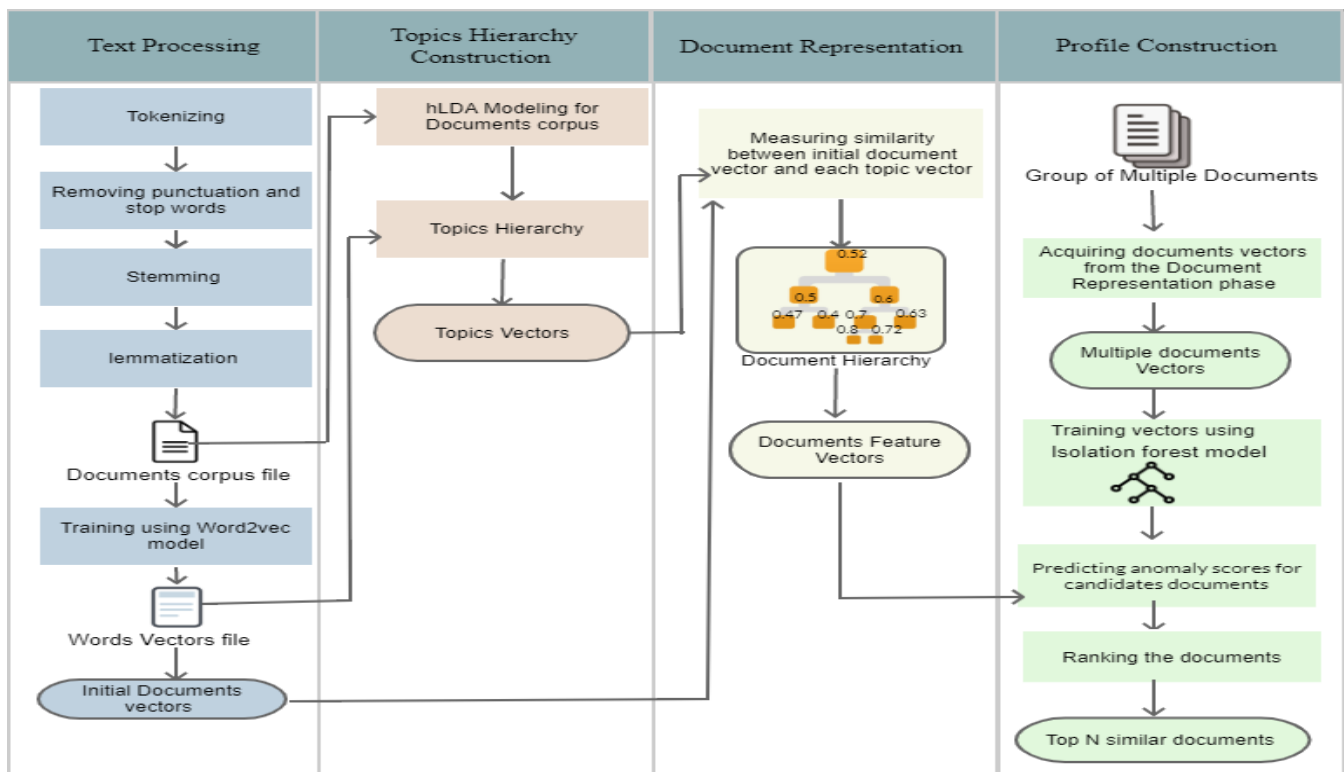 Text Processing
Topics Hierarchy
Construction
Document Representation
Profile Construction
Tokenizing
Removing punctuation and
stop words
Stemming
lemmatization
Documents corpus file
Training using Word2vec
model
Words Vectors file
Initial Documents
vectors
hLDA Modeling for
Documents corpus
Topics Hierarchy
Topics Vectors
Measuring similarity
between initial document
vector and each topic vector
0.52
0.5
0.6
0.47
0.4
0.7
0.63
0.8
0.72
Document Hierarchy
Documents Feature
Vectors
Group of Multiple Documents
Acquiring documents vectors
from the Document
Representation phase
Multiple documents
Vectors
Training vectors using
Isolation forest model
Predicting anomaly scores for
candidates documents
Ranking the documents
Top N similar documents